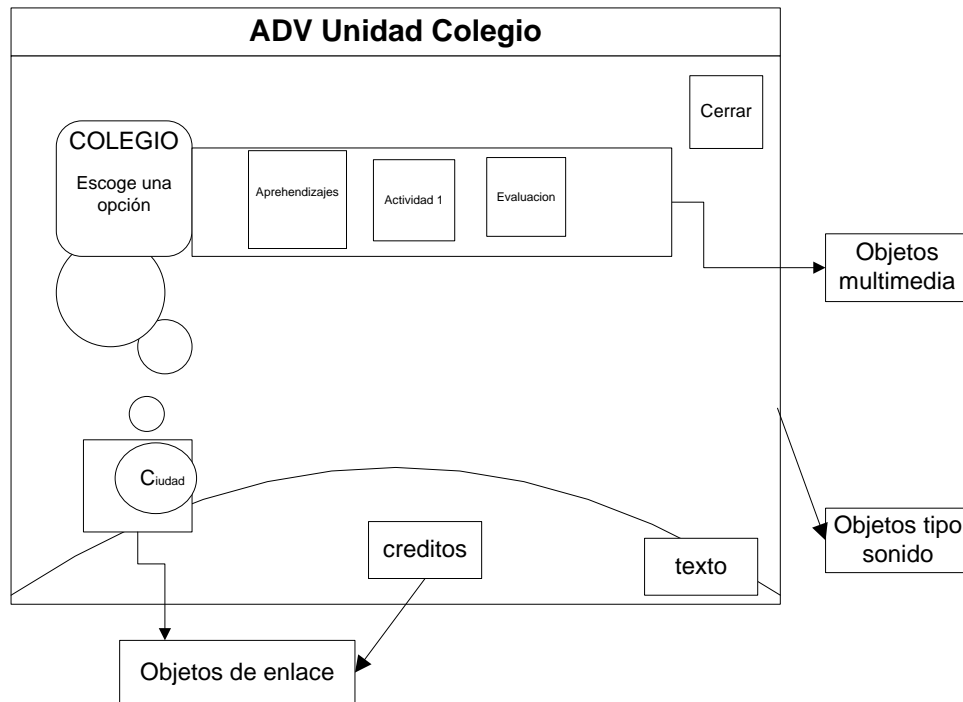 ADV Unidad Colegio
Cerrar
COLEGIO
Escoge una
opción
Aprehendizajes
Actividad 1
Evaluacion
Objetos
multimedia
Ciudad
creditos
texto
Objetos tipo
sonido
Objetos de enlace